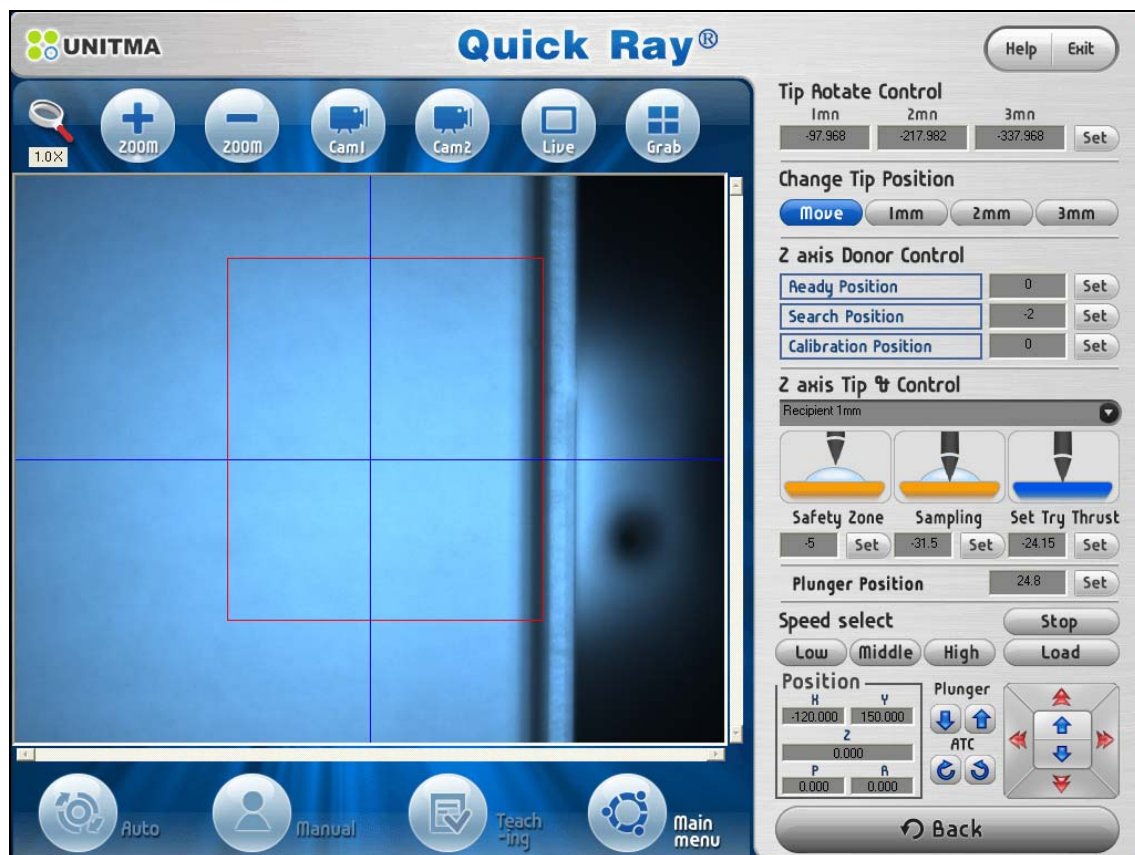 UNITMA
Quick Ray®
Help Exit
ZOOM ZOOM Cam1 Cam2 Live Grab
1.0X
Tip Rotate Control
1mn 2mn 3mn
-97.968 -217.982 -337.968 Set
Change Tip Position
Move 1mm 2mm 3mm
Z axis Donor Control
Ready Position 0 Set
Search Position -2 Set
Calibration Position 0 Set
Z axis Tip & Control
Recipient 1mm
Safety Zone Sampling Set Try Thrust
-5 Set -31.5 Set -24.15 Set
Plunger Position 24.8 Set
Speed select Stop
Low Middle High Load
Position
X Y
-120.000 150.000
Z
0.000
P R
0.000 0.000
Plunger
ATC
Auto
Manual
Teach
-ing
Main
menu
Back